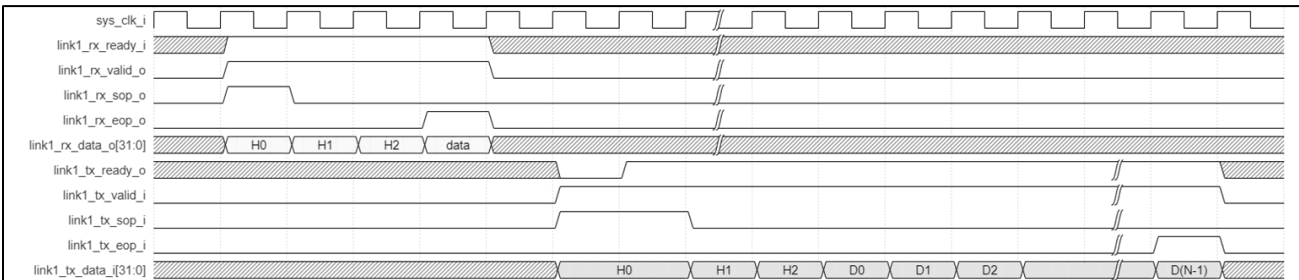 sys_clk_i
link1_rx_ready_i
link1_rx_valid_o
link1_rx_sop_o
link1_rx_eop_o
link1_rx_data_o[31:0] H0 H1 H2 data
link1_tx_ready_o
link1_tx_valid_i
link1_tx_sop_i
link1_tx_eop_i
link1_tx_data_i[31:0] H0 H1 H2 D0 D1 D2 D(N-1)